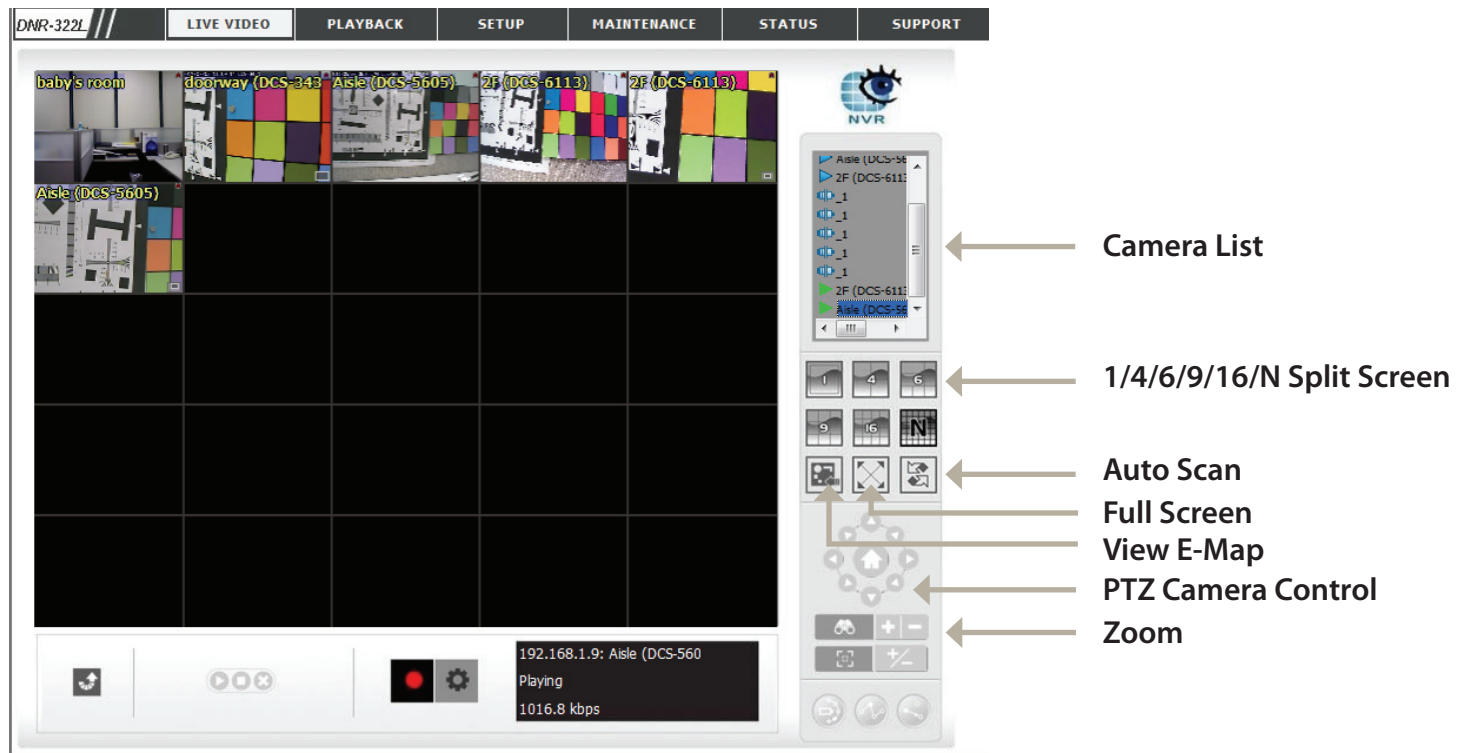 DNR-322L
LIVE VIDEO
PLAYBACK
SETUP
MAINTENANCE
STATUS
SUPPORT
baby's room
doorway (DCS-343
Aisle (DCS-5605)
2F (DCS-6113)
2F (DCS-6113)
Aisle (DCS-5605)
NVR
Aisle (DCS-56
2F (DCS-6113
_1
_1
_1
_1
_1
2F (DCS-6113
Aisle (DCS-56
Camera List
1
4
6
1/4/6/9/16/N Split Screen
9
16
N
Auto Scan
Full Screen
View E-Map
PTZ Camera Control
Zoom
192.168.1.9: Aisle (DCS-560
Playing
1016.8 kbps